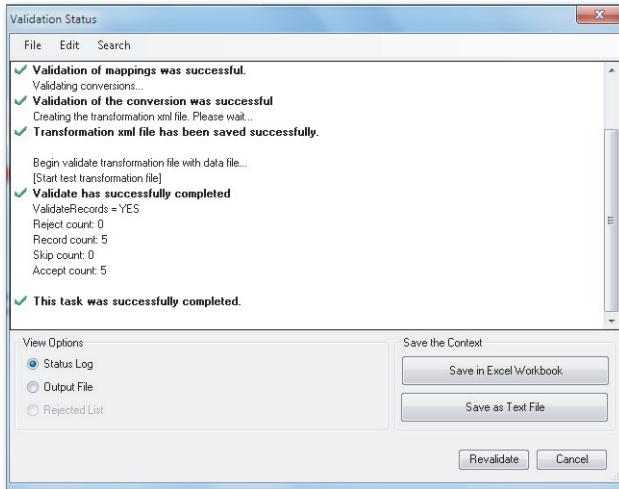 Validation Status
File Edit Search
Validation of mappings was successful.
Validating conversions...
Validation of the conversion was successful
Creating the transformation xml file. Please wait...
Transformation xml file has been saved successfully.
Begin validate transformation file with data file...
[Start test transformation file]
Validate has successfully completed
ValidateRecords = YES
Reject count: 0
Record count: 5
Skip count: 0
Accept count: 5
This task was successfully completed.
View Options
Status Log
Output File
Rejected List
Save the Context
Save in Excel Workbook
Save as Text File
Revalidate Cancel